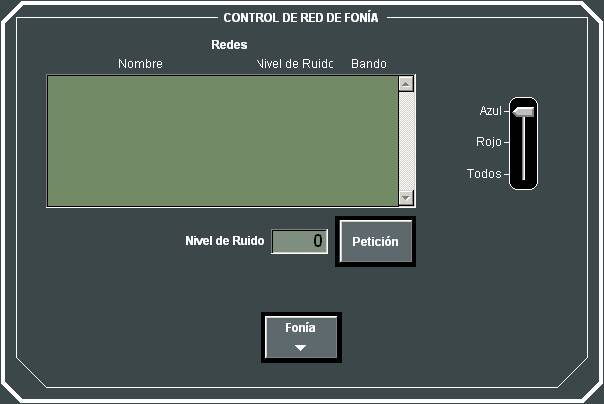 CONTROL DE RED DE FONÍA
Redes
Nombre Nivel de Ruido Bando
Azul
Rojo
Todos
Nivel de Ruido 0 Petición
Fonía